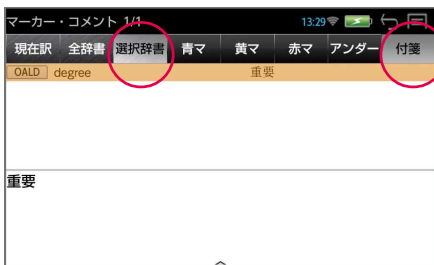 マーカー・コメント 1/1 13:29
現在訳 全辞書 選択辞書 青マ 黄マ 赤マ アンダー 付箋
OALD degree 重要
重要